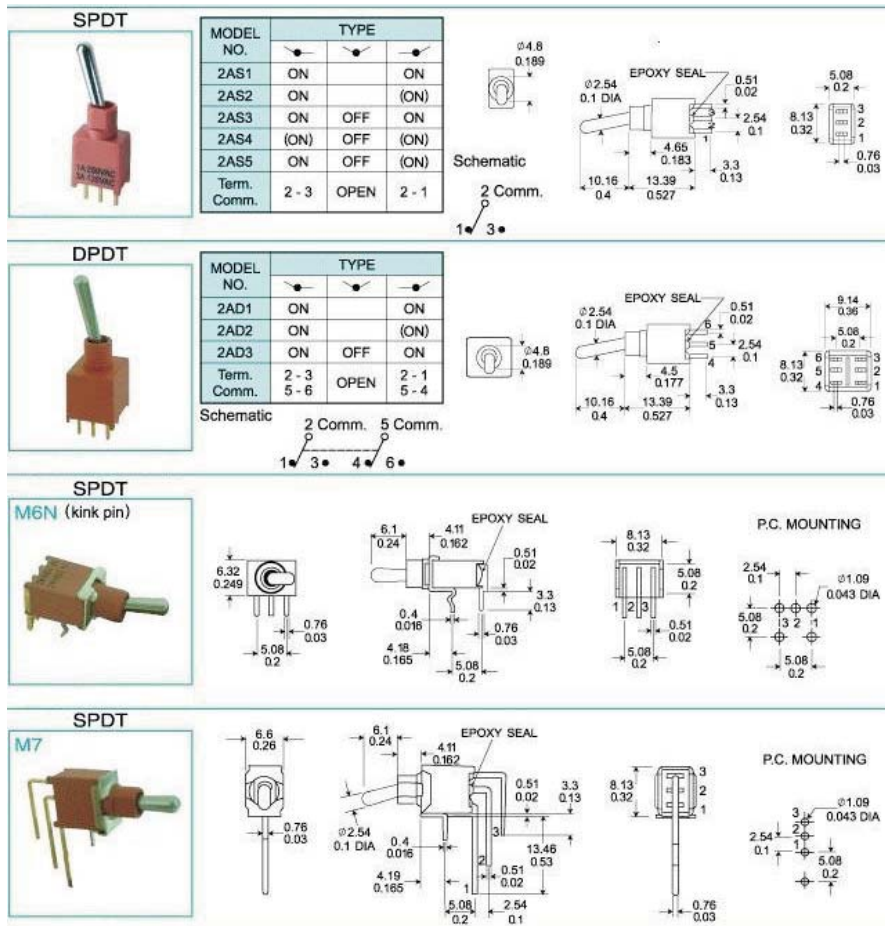 SPDT
MODEL NO. TYPE
2AS1 ON ON
2AS2 ON (ON)
2AS3 ON OFF ON
2AS4 (ON) OFF (ON)
2AS5 ON OFF (ON)
Term. Comm. 2 - 3 OPEN 2 - 1
1A 250VAC
3A 120VAC
Ø4.8
0.189
Schematic
2 Comm.
1 3
EPOXY SEAL
Ø2.54
0.1 DIA
0.51
0.02
3
2
1
2.54
0.1
4.65
0.183
3.3
0.13
10.16
0.4
13.39
0.527
5.08
0.2
8.13
0.32
3
2
1
0.76
0.03
DPDT
MODEL NO. TYPE
2AD1 ON ON
2AD2 ON (ON)
2AD3 ON OFF ON
Term. Comm. 2 - 3 5 - 6 OPEN 2 - 1 5 - 4
Schematic
2 Comm. 5 Comm.
1 3 4 6
Ø4.8
0.189
EPOXY SEAL
Ø2.54
0.1 DIA
0.51
0.02
6
5
4
2.54
0.1
4.5
0.177
3.3
0.13
10.16
0.4
13.39
0.527
9.14
0.36
5.08
0.2
8.13
0.32
6 3
5 2
4 1
0.76
0.03
SPDT
M6N (kink pin)
6.32
0.249
0.76
0.03
5.08
0.2
6.1
0.24
4.11
0.162
EPOXY SEAL
0.51
0.02
3.3
0.13
0.4
0.016
0.76
0.03
4.18
0.165
5.08
0.2
8.13
0.32
5.08
0.2
1 2 3
0.51
0.02
5.08
0.2
P.C. MOUNTING
2.54
0.1
Ø1.09
0.043 DIA
3 2 1
5.08
0.2
5.08
0.2
SPDT
M7
6.6
0.26
0.76
0.03
6.1
0.24
4.11
0.162
EPOXY SEAL
0.51
0.02
3.3
0.13
Ø2.54
0.1 DIA
0.4
0.016
3
2
1
13.46
0.53
4.19
0.165
0.51
0.02
5.08
0.2
2.54
0.1
8.13
0.32
3
2
1
0.76
0.03
P.C. MOUNTING
3
2
1
Ø1.09
0.043 DIA
2.54
0.1
5.08
0.2